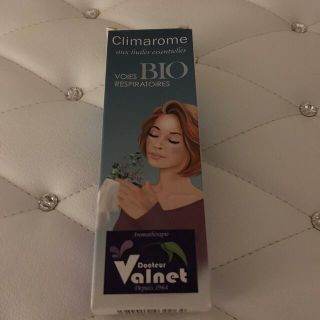 Climarome
aux huiles essentielles
VOIES BIO
RESPIRATOIRES
Aromathérapie
Docteur
Valnet
Depuis 1964